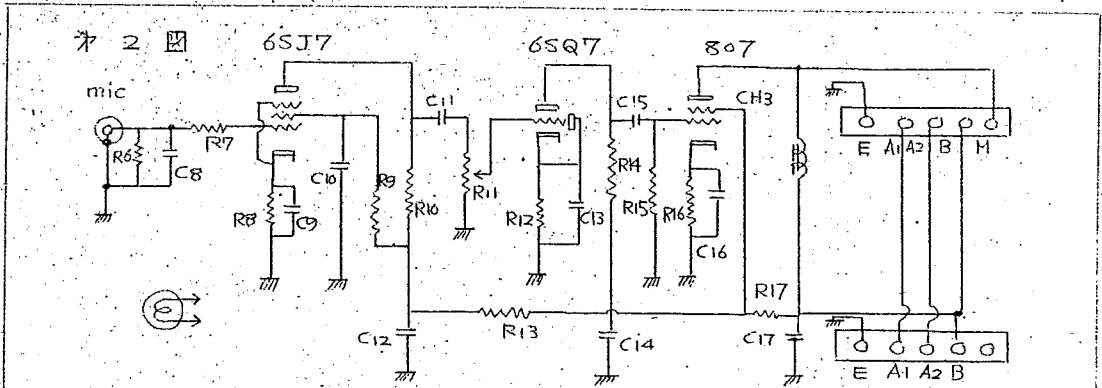 才2図
6SJ7
6SQ7
807
mic
C11
C15
CH3
R7
R6
C8
E A1 A2 B M
R9
R14
C10
R10
R11
R8
C9
R12
C13
R15
R16
C16
R17
R13
C12
C14
C17
E A1 A2 B